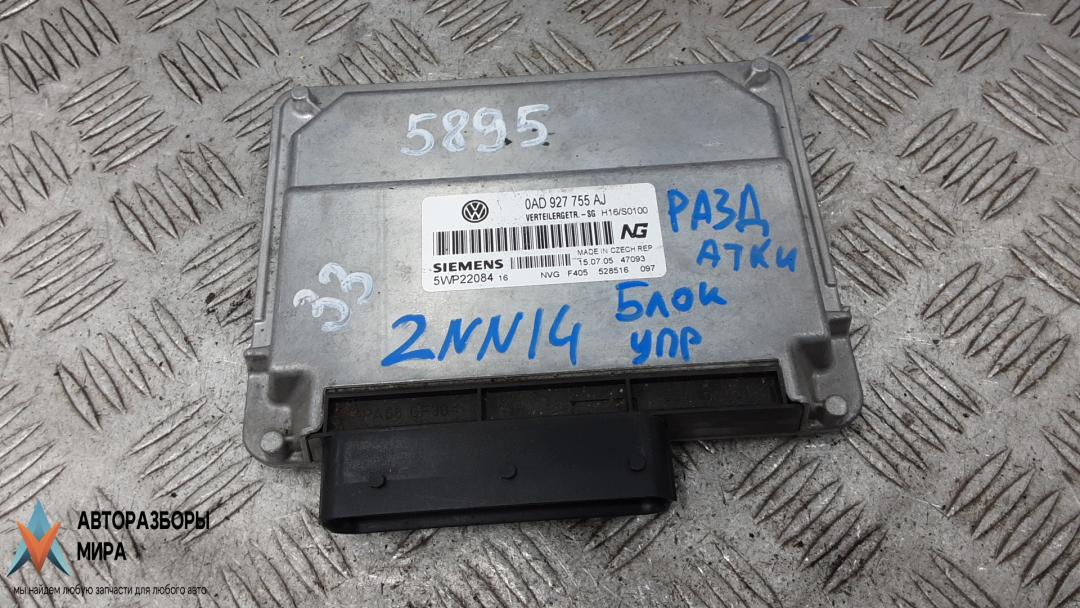 5895
0AD 927 755 AJ
VERTEILERGETR. - SG H16/S0100
NG
MADE IN CZECH REP
SIEMENS
15.07.05 47093
5WP22084 16
NVG F405 528516 097
РАЗД
АТКИ
33
2NN14
Блок
упр
АВТОРАЗБОРЫ
МИРА
мы найдем любую запчасти для любого авто